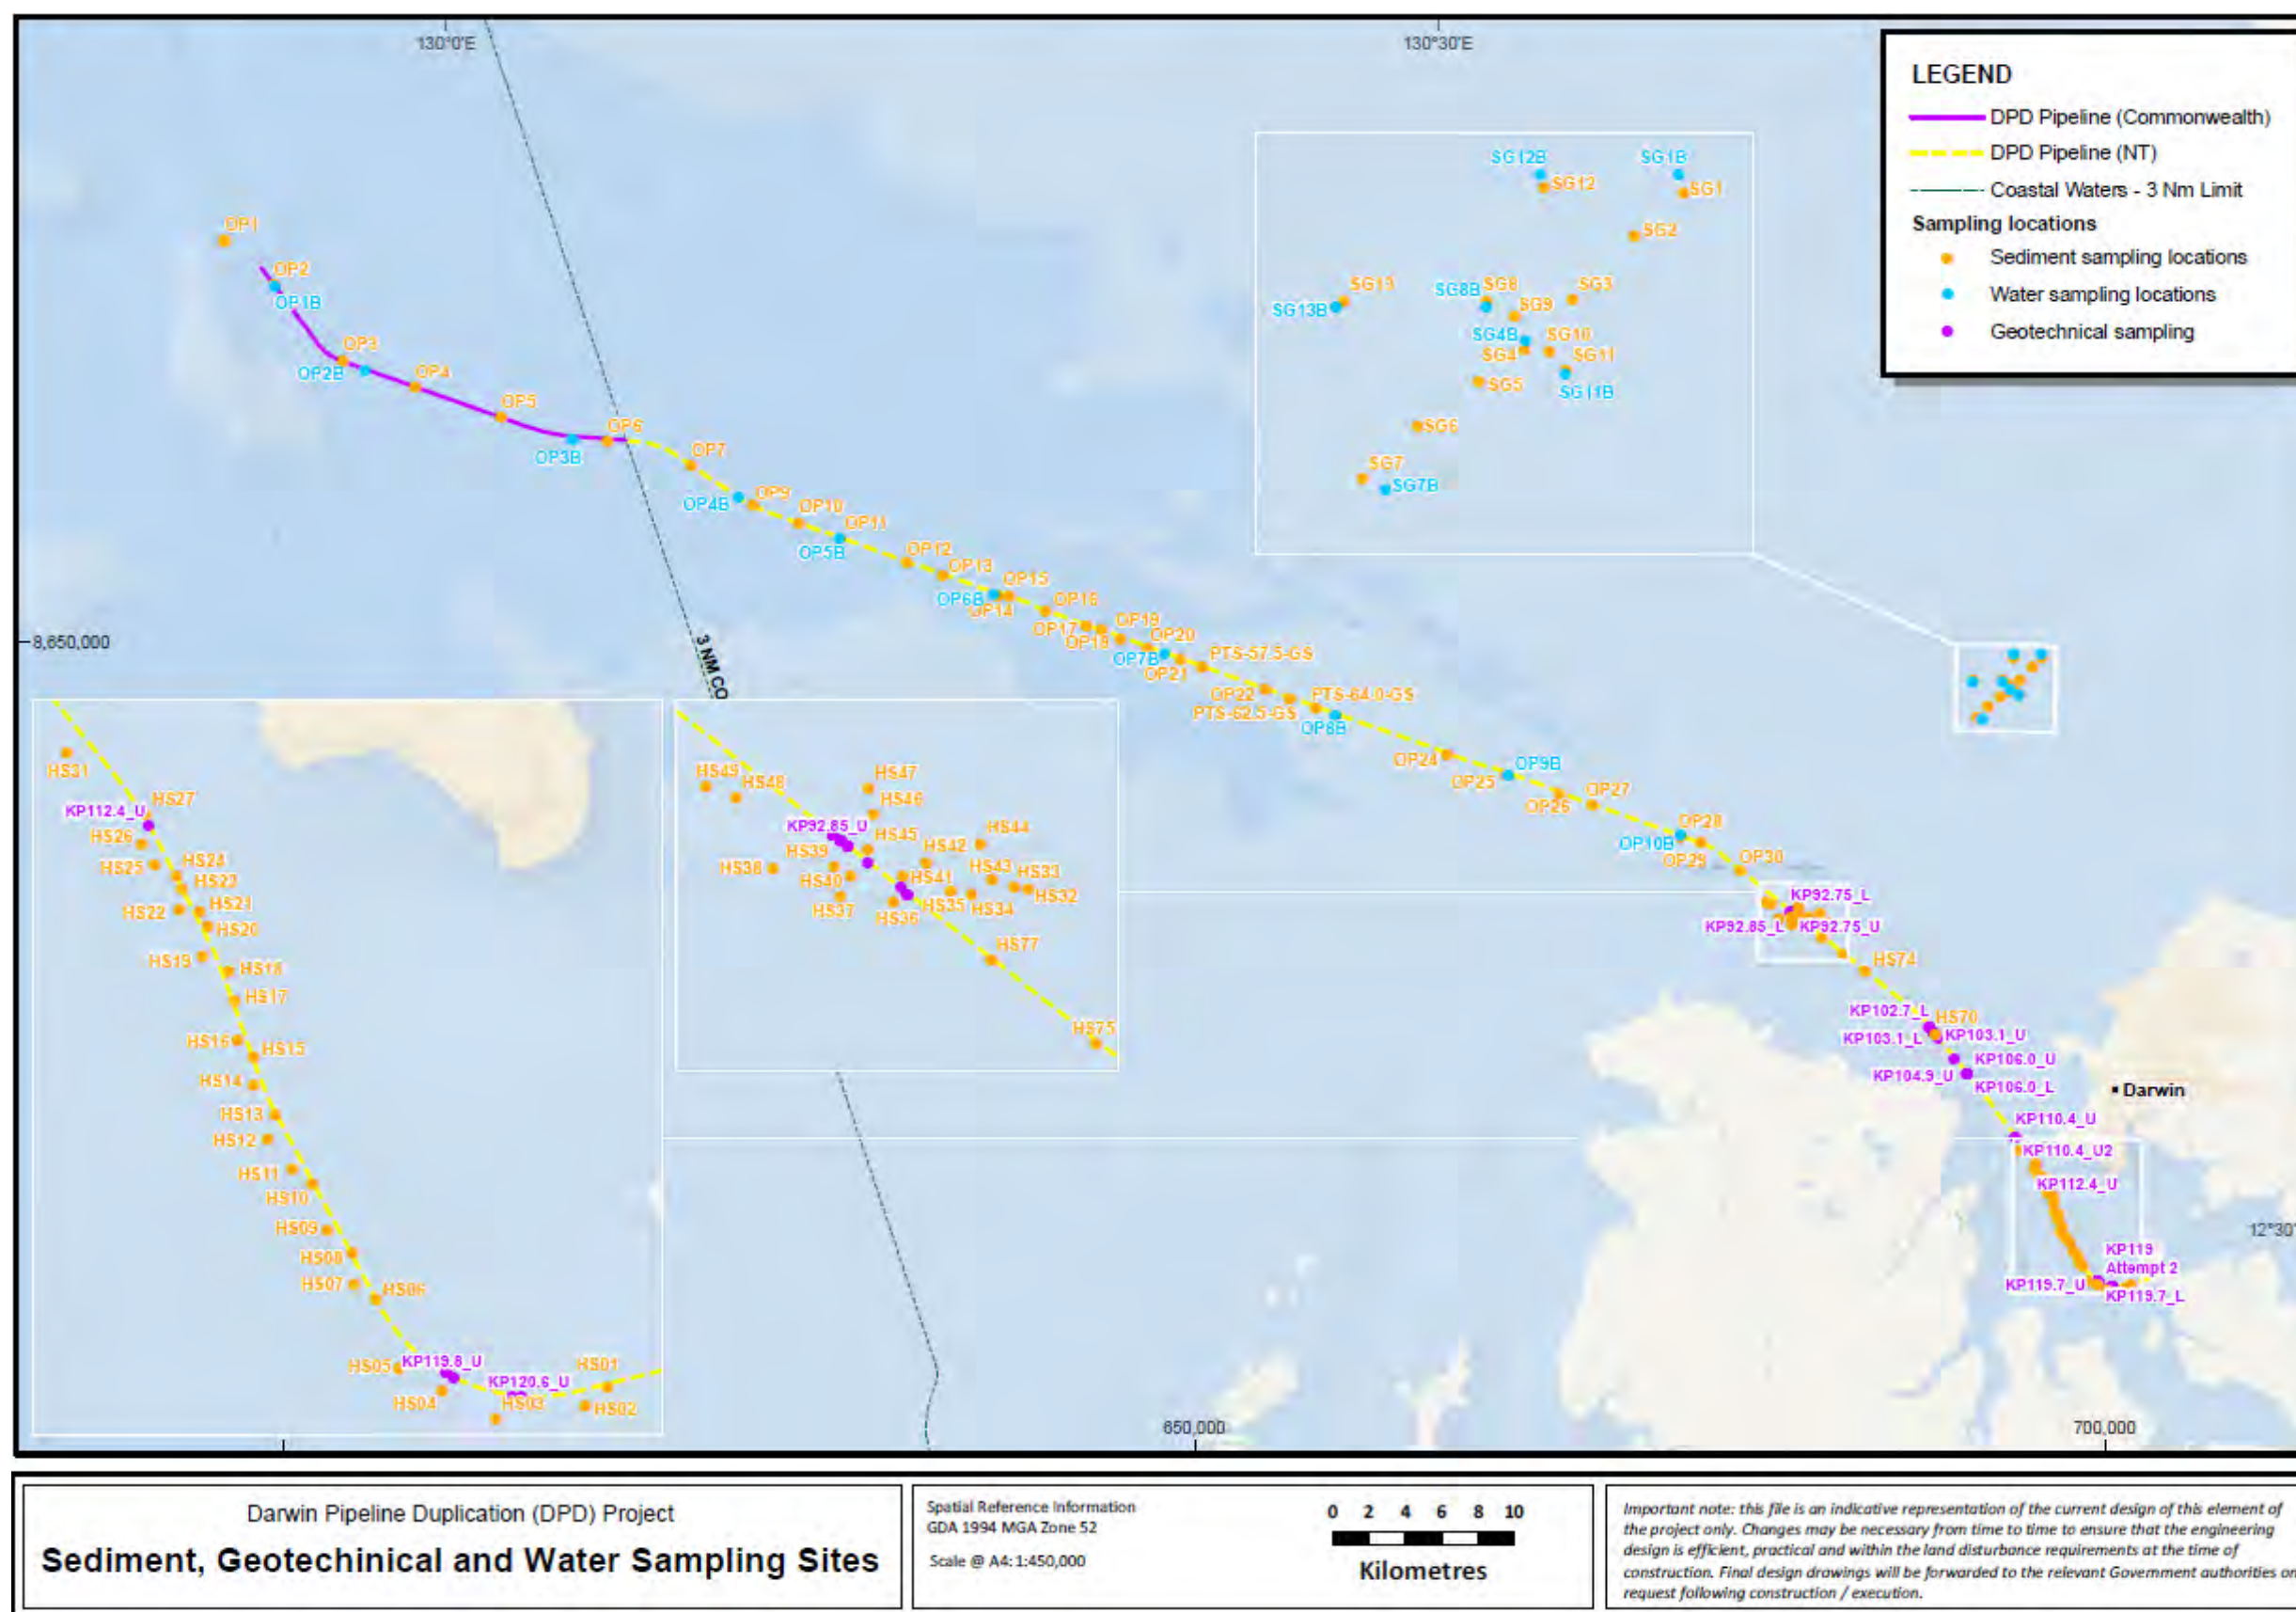 130°0'E
130°30'E
LEGEND
DPD Pipeline (Commonwealth)
DPD Pipeline (NT)
Coastal Waters - 3 Nm Limit
Sampling locations
Sediment sampling locations
Water sampling locations
Geotechnical sampling
SG12B
SG1B
SG12
SG1
SG2
SG13
SG13B
SG8B
SG8
SG3
SG9
SG4B
SG10
SG4
SG11
SG5
SG11B
SG6
SG7
SG7B
OP1
OP2
OP1B
OP3
OP2B
OP4
OP5
OP6
OP3B
OP7
OP4B
OP9
OP10
OP11
OP5B
OP12
OP13
OP15
OP6B
OP14
OP16
OP17
OP19
OP18
OP20
OP7B
OP21
PTS-57.5-GS
OP22
PTS-64.0-GS
PTS-62.5-GS
OP8B
OP24
OP9B
OP25
OP27
OP26
OP28
OP10B
OP29
OP30
8,650,000
3 NM CO
HS31
HS27
KP112.4_U
HS26
HS25
HS24
HS23
HS22
HS21
HS20
HS19
HS18
HS17
HS16
HS15
HS14
HS13
HS12
HS11
HS10
HS09
HS08
HS07
HS06
HS05
KP119.8_U
HS01
KP120.6_U
HS04
HS03
HS02
HS49
HS48
HS47
HS46
KP92.85_U
HS45
HS44
HS39
HS42
HS38
HS43
HS33
HS40
HS41
HS32
HS37
HS36
HS35
HS34
HS77
HS75
KP92.75_L
KP92.85_L
KP92.75_U
HS74
KP102.7_L
HS70
KP103.1_L
KP103.1_U
KP106.0_U
KP104.9_U
KP106.0_L
Darwin
KP110.4_U
KP110.4_U2
KP112.4_U
12°30'
KP119
Attempt 2
KP119.7_U
KP119.7_L
650,000
700,000
Darwin Pipeline Duplication (DPD) Project
Sediment, Geotechinical and Water Sampling Sites
Spatial Reference Information
GDA 1994 MGA Zone 52
Scale @ A4: 1:450,000
0 2 4 6 8 10
Kilometres
Important note: this file is an indicative representation of the current design of this element of
the project only. Changes may be necessary from time to time to ensure that the engineering
design is efficient, practical and within the land disturbance requirements at the time of
construction. Final design drawings will be forwarded to the relevant Government authorities on
request following construction / execution.